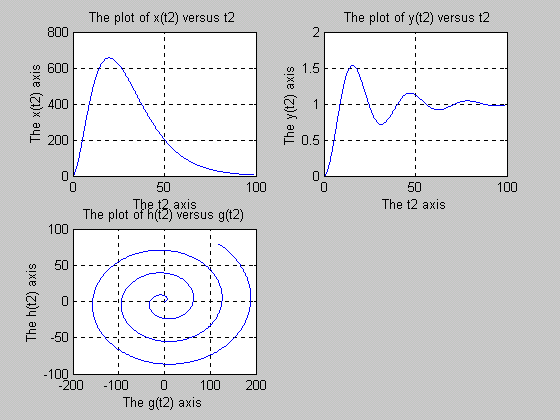 The plot of x(t2) versus t2
The plot of y(t2) versus t2
The x(t2) axis
800
600
400
200
0
0
50
100
The t2 axis
The y(t2) axis
2
1.5
1
0.5
0
0
50
100
The t2 axis
The plot of h(t2) versus g(t2)
The h(t2) axis
100
50
0
-50
-100
-200
-100
0
100
200
The g(t2) axis